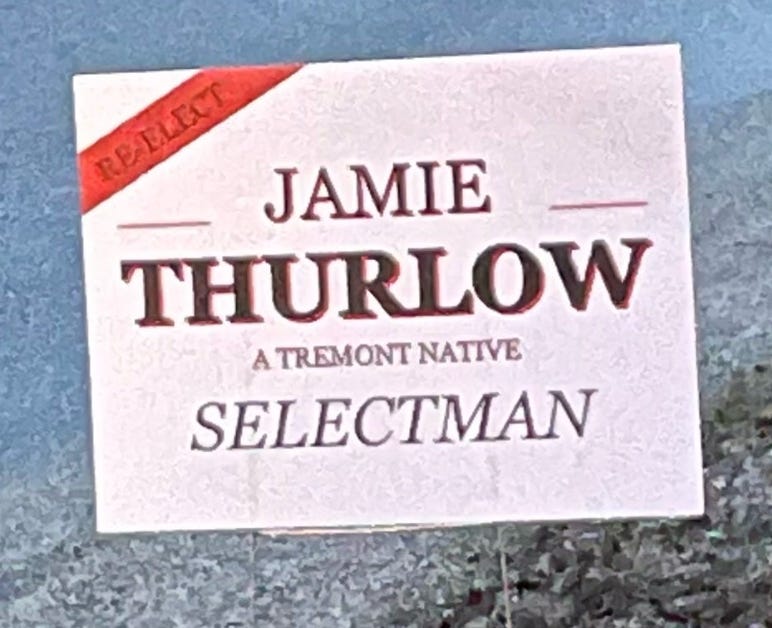 RE-ELECT
JAMIE
THURLOW
A TREMONT NATIVE
SELECTMAN